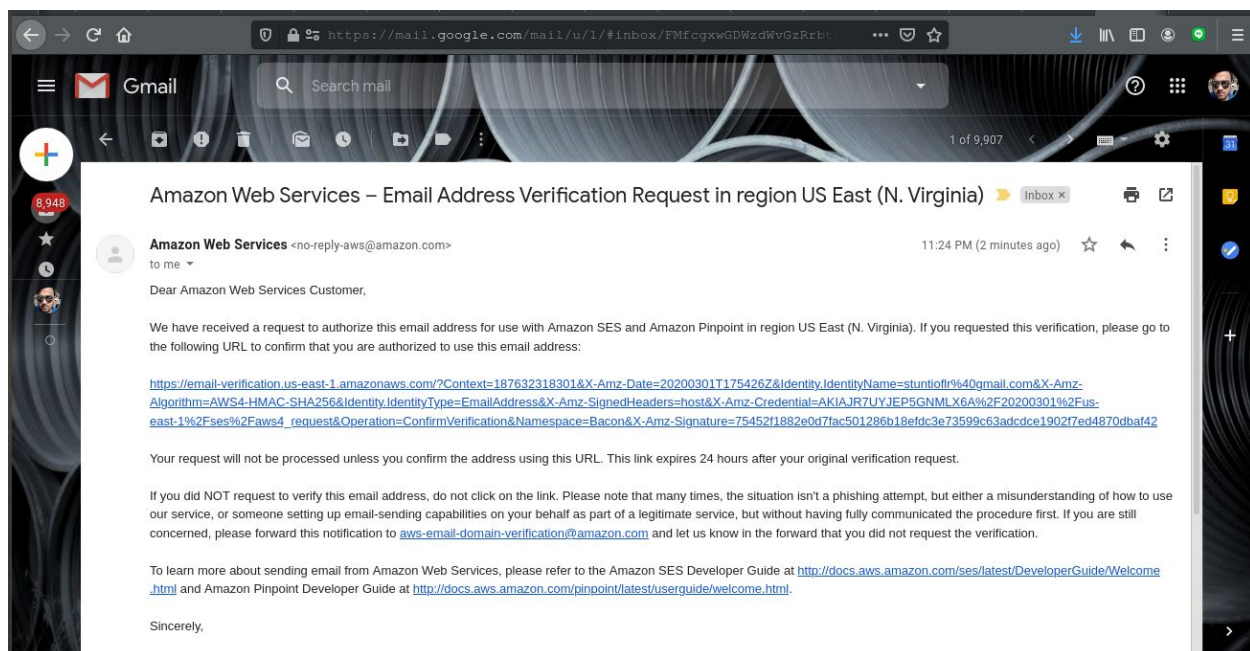 https://mail.google.com/mail/u/1/#inbox/FMfcgxwGDWzdWvGzRrbt
Gmail
Search mail
1 of 9,907
31
8,948
Amazon Web Services – Email Address Verification Request in region US East (N. Virginia)
Inbox ×
Amazon Web Services <no-reply-aws@amazon.com>
11:24 PM (2 minutes ago)
to me
Dear Amazon Web Services Customer,
We have received a request to authorize this email address for use with Amazon SES and Amazon Pinpoint in region US East (N. Virginia). If you requested this verification, please go to
the following URL to confirm that you are authorized to use this email address:
https://email-verification.us-east-1.amazonaws.com/?Context=187632318301&X-Amz-Date=20200301T175426Z&Identity.IdentityName=stuntioflr%40gmail.com&X-Amz-
Algorithm=AWS4-HMAC-SHA256&Identity.IdentityType=EmailAddress&X-Amz-SignedHeaders=host&X-Amz-Credential=AKIAJR7UYJEP5GNMLX6A%2F20200301%2Fus-
east-1%2Fses%2Faws4_request&Operation=ConfirmVerification&Namespace=Bacon&X-Amz-Signature=75452f1882e0d7fac501286b18efdc3e73599c63adcdce1902f7ed4870dbaf42
Your request will not be processed unless you confirm the address using this URL. This link expires 24 hours after your original verification request.
If you did NOT request to verify this email address, do not click on the link. Please note that many times, the situation isn't a phishing attempt, but either a misunderstanding of how to use
our service, or someone setting up email-sending capabilities on your behalf as part of a legitimate service, but without having fully communicated the procedure first. If you are still
concerned, please forward this notification to aws-email-domain-verification@amazon.com and let us know in the forward that you did not request the verification.
To learn more about sending email from Amazon Web Services, please refer to the Amazon SES Developer Guide at http://docs.aws.amazon.com/ses/latest/DeveloperGuide/Welcome
.html and Amazon Pinpoint Developer Guide at http://docs.aws.amazon.com/pinpoint/latest/userguide/welcome.html.
Sincerely,